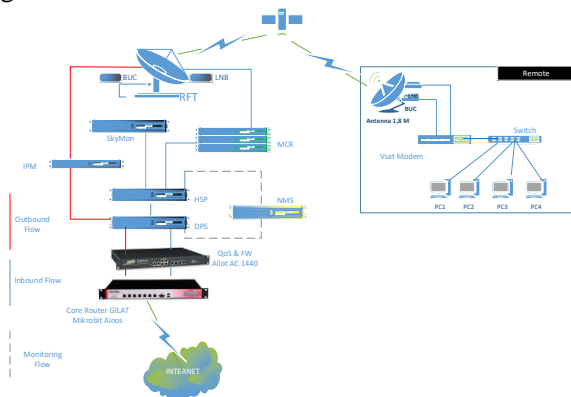 BUC
LNB
RFT
SkyMon
MCR
IPM
HSP
NMS
DPS
Outbound
Flow
QoS & FW
Allot AC 1440
Inbound Flow
Core Router GILAT
Mikrobit Ainos
Monitoring
Flow
INTERNET
Remote
LNB
BUC
Antenna 1,8 M
Switch
Vsat Modem
PC1
PC2
PC3
PC4